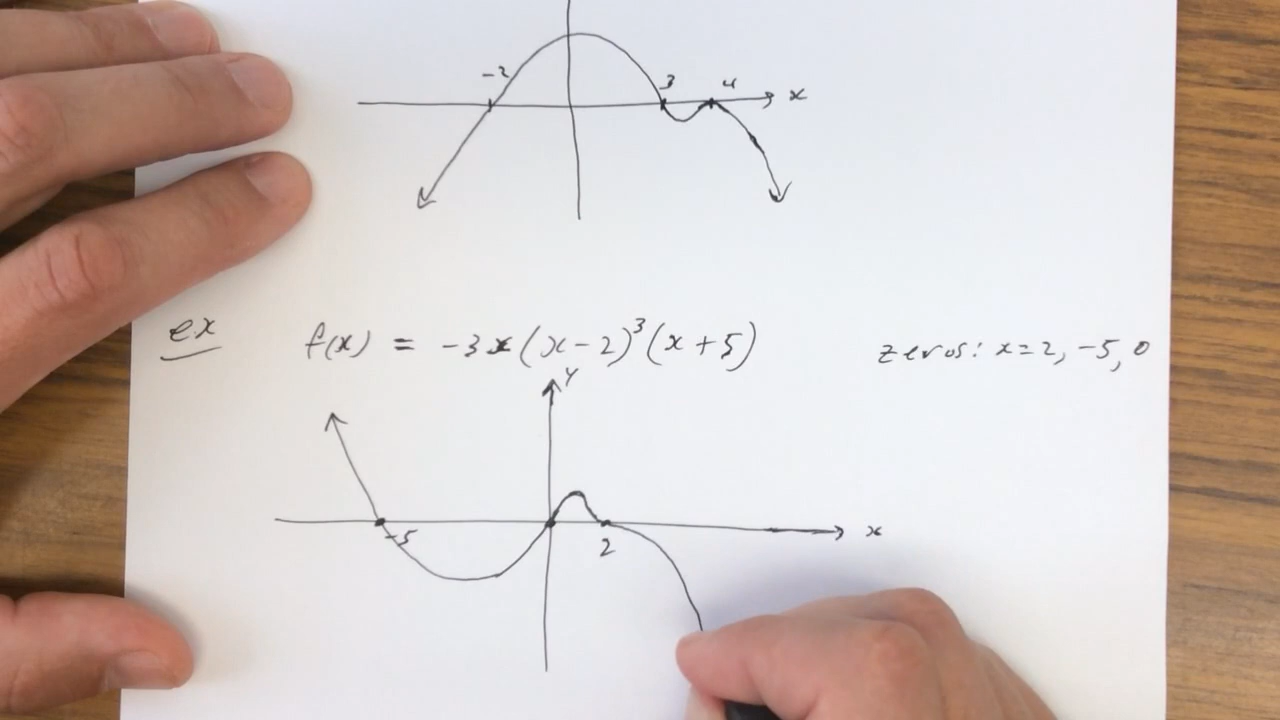 -2 3 4 x
ex f(x) = -3x(x-2)³(x+5) zeros: x=2, -5, 0
y
-5 2 x